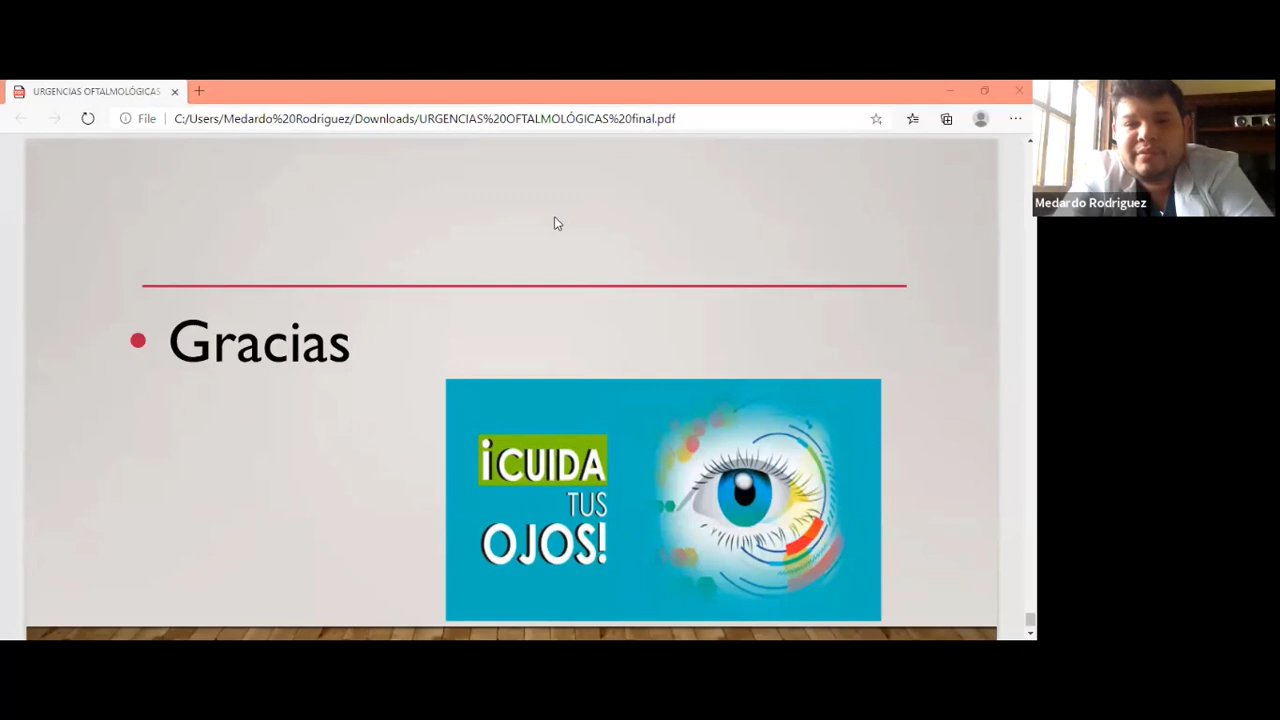 URGENCIAS OFTALMOLÓGICAS
File
C:/Users/Medardo%20Rodriguez/Downloads/URGENCIAS%20OFTALMOLÓGICAS%20final.pdf
Medardo Rodriguez
• Gracias
¡CUIDA
TUS
OJOS!